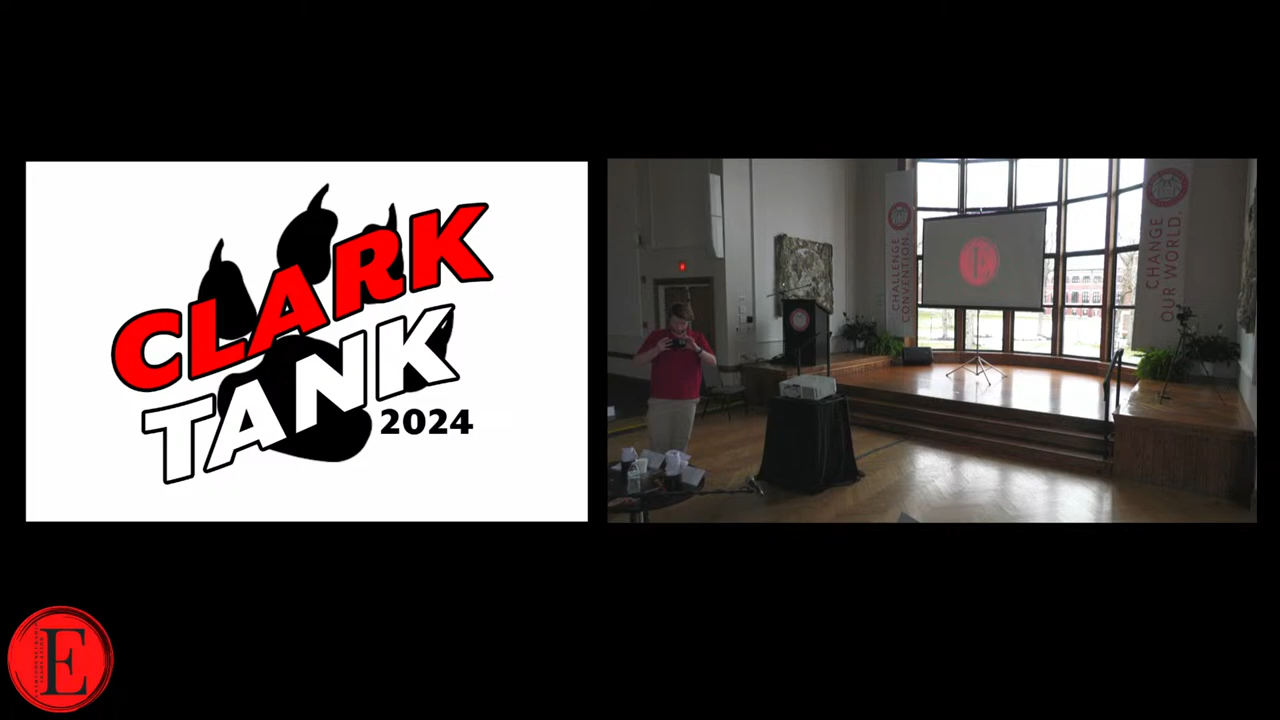 CLARK
TANK
2024
CHALLENGE
CONVENTION.
CHANGE
OUR WORLD.
E
E